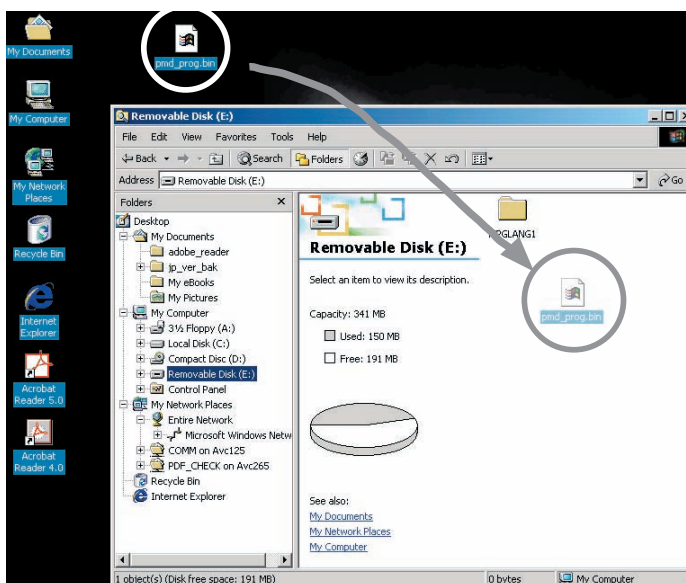 My Documents
My Computer
My Network
Places
Recycle Bin
Internet
Explorer
Acrobat
Reader 5.0
Acrobat
Reader 4.0
pmd_prog.bin
Removable Disk (E:)
File Edit View Favorites Tools Help
Back Search Folders
Address Removable Disk (E:) Go
Folders
Desktop
My Documents
adobe_reader
jp_ver_bak
My eBooks
My Pictures
My Computer
3½ Floppy (A:)
Local Disk (C:)
Compact Disc (D:)
Removable Disk (E:)
Control Panel
My Network Places
Entire Network
Microsoft Windows Netw
COMM on Avc125
PDF_CHECK on Avc265
Recycle Bin
Internet Explorer
Removable Disk (E:)
Select an item to view its description.
Capacity: 341 MB
Used: 150 MB
Free: 191 MB
See also:
My Documents
My Network Places
My Computer
pmd_prog.bin
1 object(s) (Disk free space: 191 MB) 0 bytes My Computer